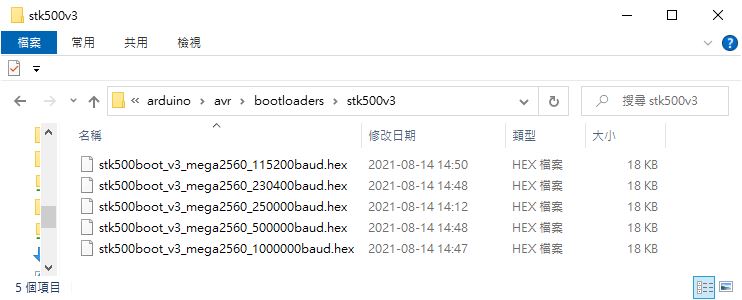 stk500v3
檔案 常用 共用 檢視
« arduino › avr › bootloaders › stk500v3 搜尋 stk500v3
名稱 修改日期 類型 大小
stk500boot_v3_mega2560_115200baud.hex 2021-08-14 14:50 HEX 檔案 18 KB
stk500boot_v3_mega2560_230400baud.hex 2021-08-14 14:48 HEX 檔案 18 KB
stk500boot_v3_mega2560_250000baud.hex 2021-08-14 14:12 HEX 檔案 18 KB
stk500boot_v3_mega2560_500000baud.hex 2021-08-14 14:48 HEX 檔案 18 KB
stk500boot_v3_mega2560_1000000baud.hex 2021-08-14 14:47 HEX 檔案 18 KB
5 個項目